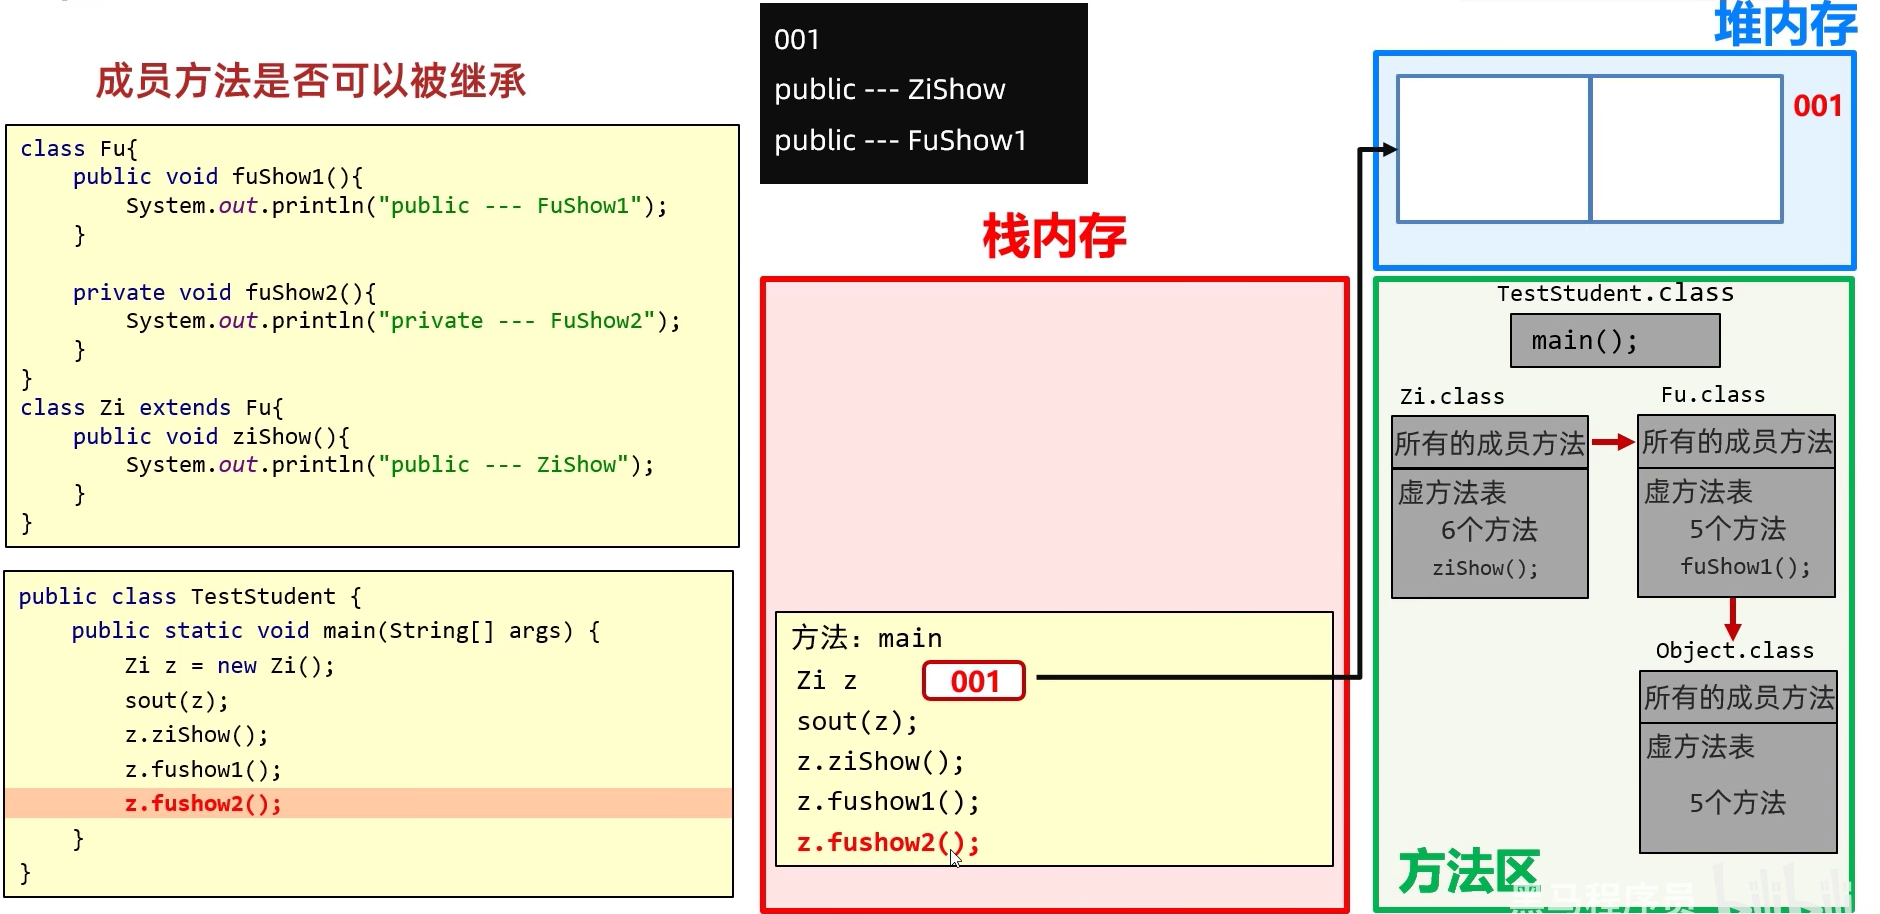 成员方法是否可以被继承
class Fu{
public void fuShow1(){
System.out.println("public --- FuShow1");
}
private void fuShow2(){
System.out.println("private --- FuShow2");
}
}
class Zi extends Fu{
public void ziShow(){
System.out.println("public --- ZiShow");
}
}
public class TestStudent {
public static void main(String[] args) {
Zi z = new Zi();
sout(z);
z.ziShow();
z.fushow1();
z.fushow2();
}
}
001
public --- ZiShow
public --- FuShow1
栈内存
方法：main
Zi z 001
sout(z);
z.ziShow();
z.fushow1();
z.fushow2();
堆内存
001
TestStudent.class
main();
Zi.class
所有的成员方法
虚方法表
6个方法
ziShow();
Fu.class
所有的成员方法
虚方法表
5个方法
fuShow1();
Object.class
所有的成员方法
虚方法表
5个方法
方法区
黑马程序员